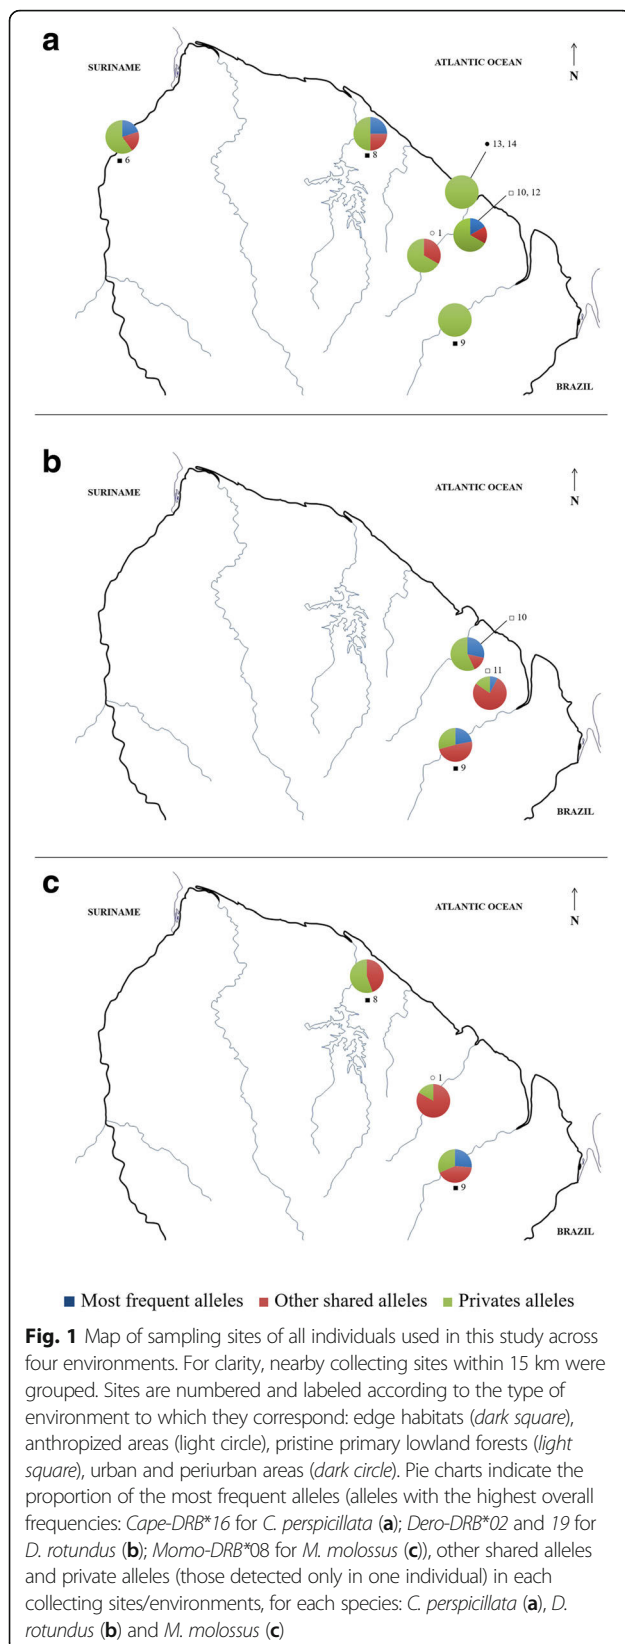 a
SURINAME
ATLANTIC OCEAN
N
■ 6
■ 8
● 13, 14
□ 10, 12
○ 1
■ 9
BRAZIL
b
SURINAME
ATLANTIC OCEAN
N
□ 10
□ 11
■ 9
BRAZIL
c
SURINAME
ATLANTIC OCEAN
N
■ 8
○ 1
■ 9
BRAZIL
■ Most frequent alleles ■ Other shared alleles ■ Privates alleles
Fig. 1 Map of sampling sites of all individuals used in this study across
four environments. For clarity, nearby collecting sites within 15 km were
grouped. Sites are numbered and labeled according to the type of
environment to which they correspond: edge habitats (dark square),
anthropized areas (light circle), pristine primary lowland forests (light
square), urban and periurban areas (dark circle). Pie charts indicate the
proportion of the most frequent alleles (alleles with the highest overall
frequencies: Cape-DRB*16 for C. perspicillata (a); Dero-DRB*02 and 19 for
D. rotundus (b); Momo-DRB*08 for M. molossus (c)), other shared alleles
and private alleles (those detected only in one individual) in each
collecting sites/environments, for each species: C. perspicillata (a), D.
rotundus (b) and M. molossus (c)